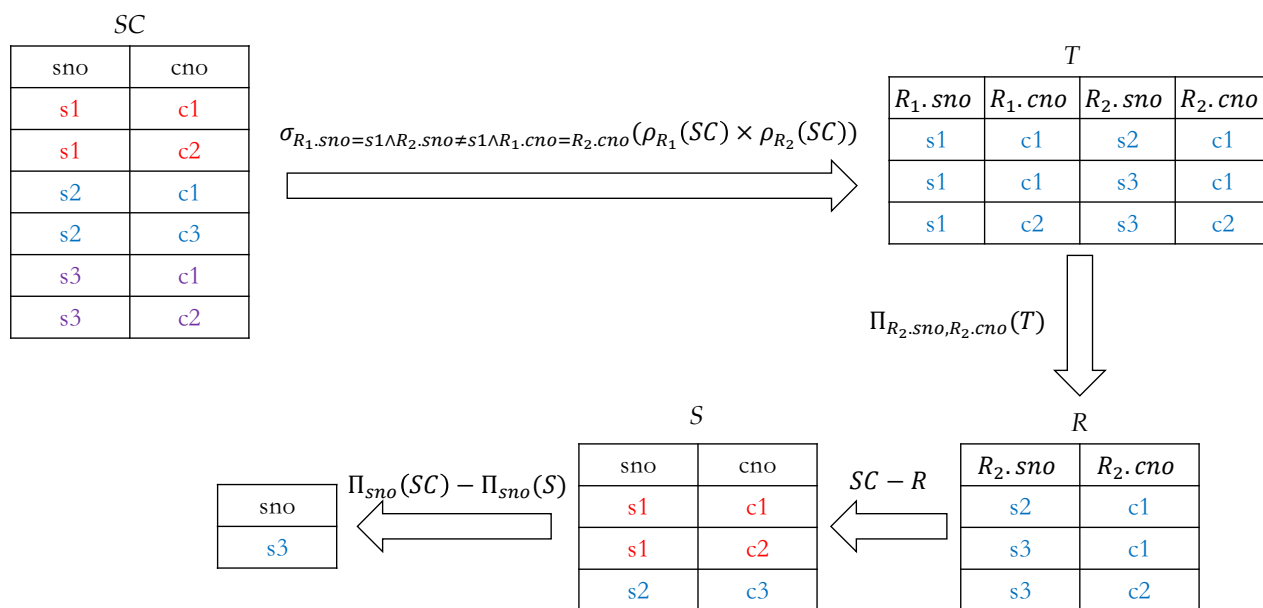 SC
sno cno
s1 c1
s1 c2
s2 c1
s2 c3
s3 c1
s3 c2
σ_{R₁.sno=s1∧R₂.sno≠s1∧R₁.cno=R₂.cno}(ρ_{R₁}(SC) × ρ_{R₂}(SC))
T
R₁.sno R₁.cno R₂.sno R₂.cno
s1 c1 s2 c1
s1 c1 s3 c1
s1 c2 s3 c2
Π_{R₂.sno,R₂.cno}(T)
R
R₂.sno R₂.cno
s2 c1
s3 c1
s3 c2
SC − R
S
sno cno
s1 c1
s1 c2
s2 c3
Π_{sno}(SC) − Π_{sno}(S)
sno
s3